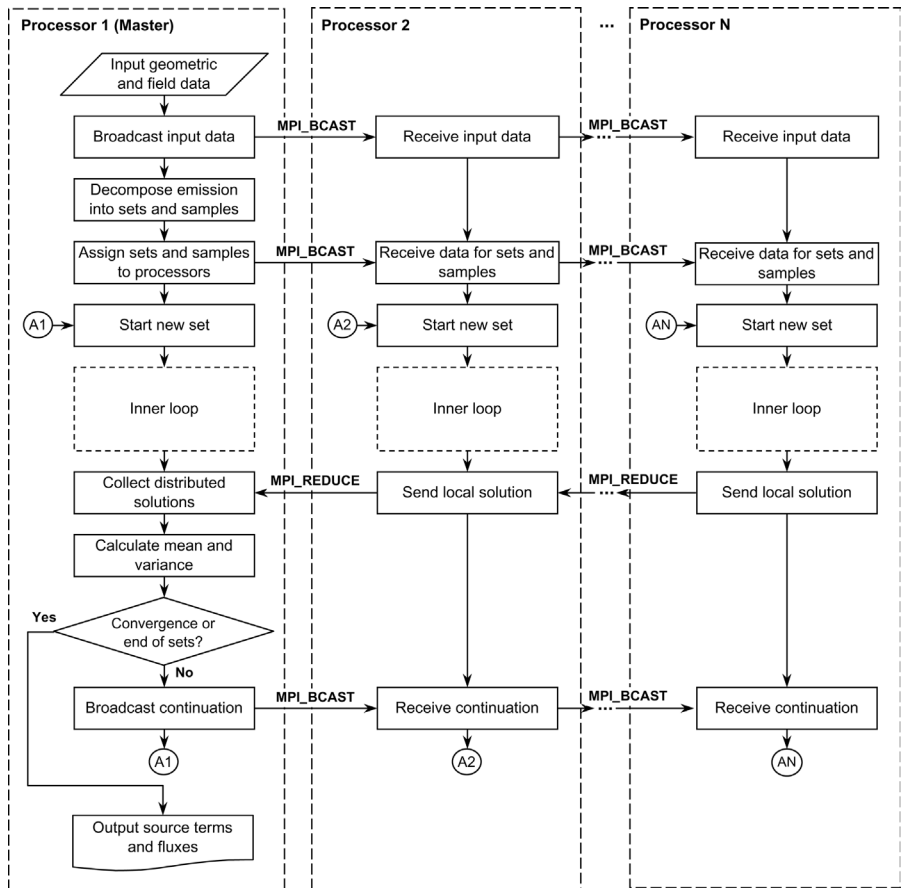 Processor 1 (Master)
Processor 2
...
Processor N
Input geometric
and field data
Broadcast input data
MPI_BCAST
Receive input data
MPI_BCAST
...
Receive input data
Decompose emission
into sets and samples
Assign sets and samples
to processors
MPI_BCAST
Receive data for sets and
samples
MPI_BCAST
...
Receive data for sets and
samples
A1
Start new set
A2
Start new set
AN
Start new set
Inner loop
Inner loop
Inner loop
Collect distributed
solutions
MPI_REDUCE
Send local solution
MPI_REDUCE
...
Send local solution
Calculate mean and
variance
Yes
Convergence or
end of sets?
No
Broadcast continuation
MPI_BCAST
Receive continuation
MPI_BCAST
...
Receive continuation
A1
A2
AN
Output source terms
and fluxes